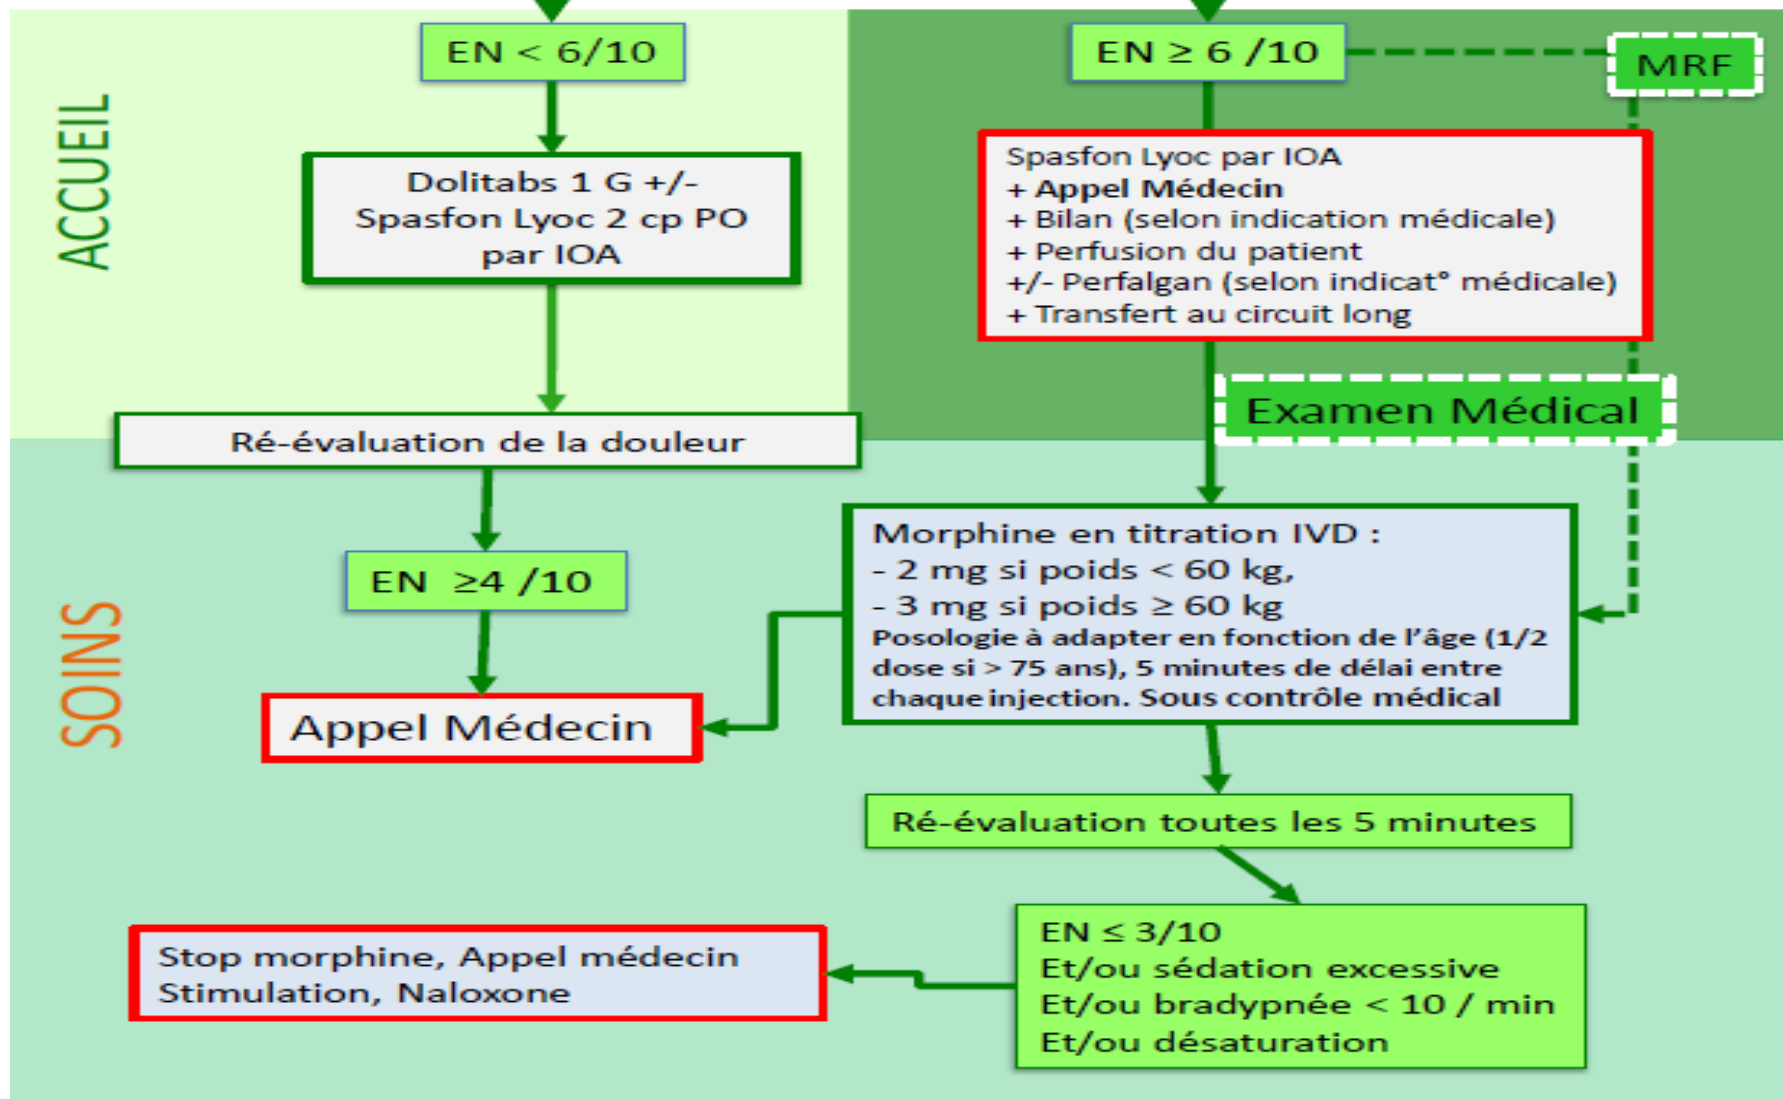 ACCUEIL
EN < 6/10
EN ≥ 6 /10
MRF
Dolitabs 1 G +/-
Spasfon Lyoc 2 cp PO
par IOA
Spasfon Lyoc par IOA
+ Appel Médecin
+ Bilan (selon indication médicale)
+ Perfusion du patient
+/- Perfalgan (selon indicat° médicale)
+ Transfert au circuit long
Examen Médical
Ré-évaluation de la douleur
SOINS
EN ≥4 /10
Appel Médecin
Morphine en titration IVD :
- 2 mg si poids < 60 kg,
- 3 mg si poids ≥ 60 kg
Posologie à adapter en fonction de l'âge (1/2
dose si > 75 ans), 5 minutes de délai entre
chaque injection. Sous contrôle médical
Ré-évaluation toutes les 5 minutes
EN ≤ 3/10
Et/ou sédation excessive
Et/ou bradypnée < 10 / min
Et/ou désaturation
Stop morphine, Appel médecin
Stimulation, Naloxone